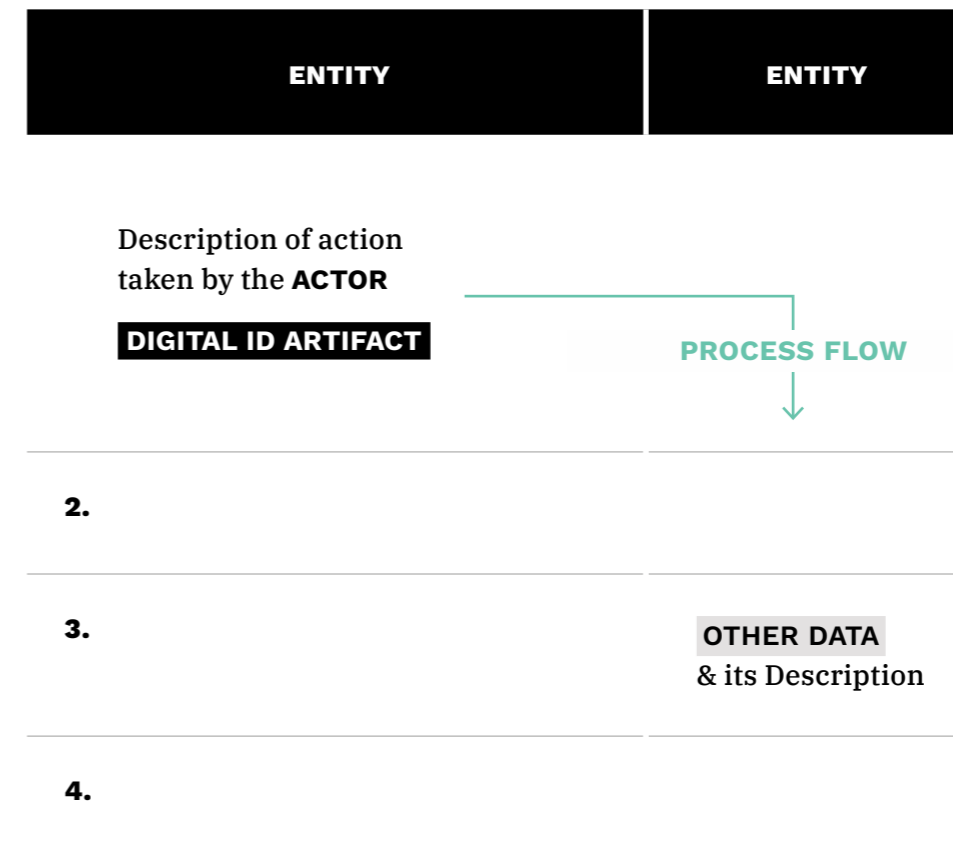 ENTITY
ENTITY
Description of action
taken by the ACTOR
DIGITAL ID ARTIFACT
PROCESS FLOW
2.
3.
OTHER DATA
& its Description
4.